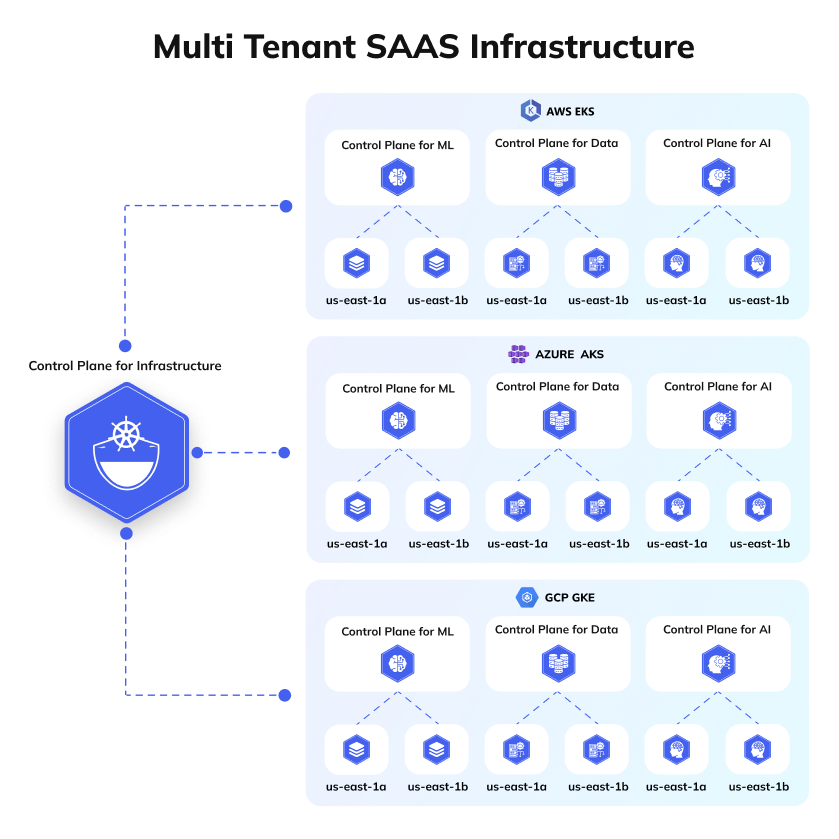 Multi Tenant SAAS Infrastructure
AWS EKS
Control Plane for ML
Control Plane for Data
Control Plane for AI
us-east-1a
us-east-1b
us-east-1a
us-east-1b
us-east-1a
us-east-1b
Control Plane for Infrastructure
AZURE AKS
Control Plane for ML
Control Plane for Data
Control Plane for AI
us-east-1a
us-east-1b
us-east-1a
us-east-1b
us-east-1a
us-east-1b
GCP GKE
Control Plane for ML
Control Plane for Data
Control Plane for AI
us-east-1a
us-east-1b
us-east-1a
us-east-1b
us-east-1a
us-east-1b